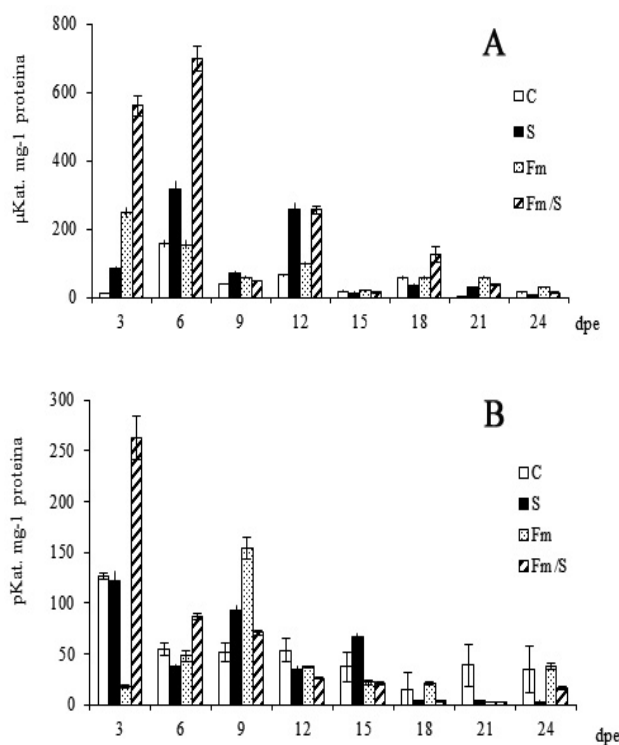 A
800
600
400
200
0
µKat. mg-1 proteina
C
S
Fm
Fm/S
3 6 9 12 15 18 21 24 dpe
B
300
250
200
150
100
50
0
pKat. mg-1 proteina
C
S
Fm
Fm/S
3 6 9 12 15 18 21 24 dpe